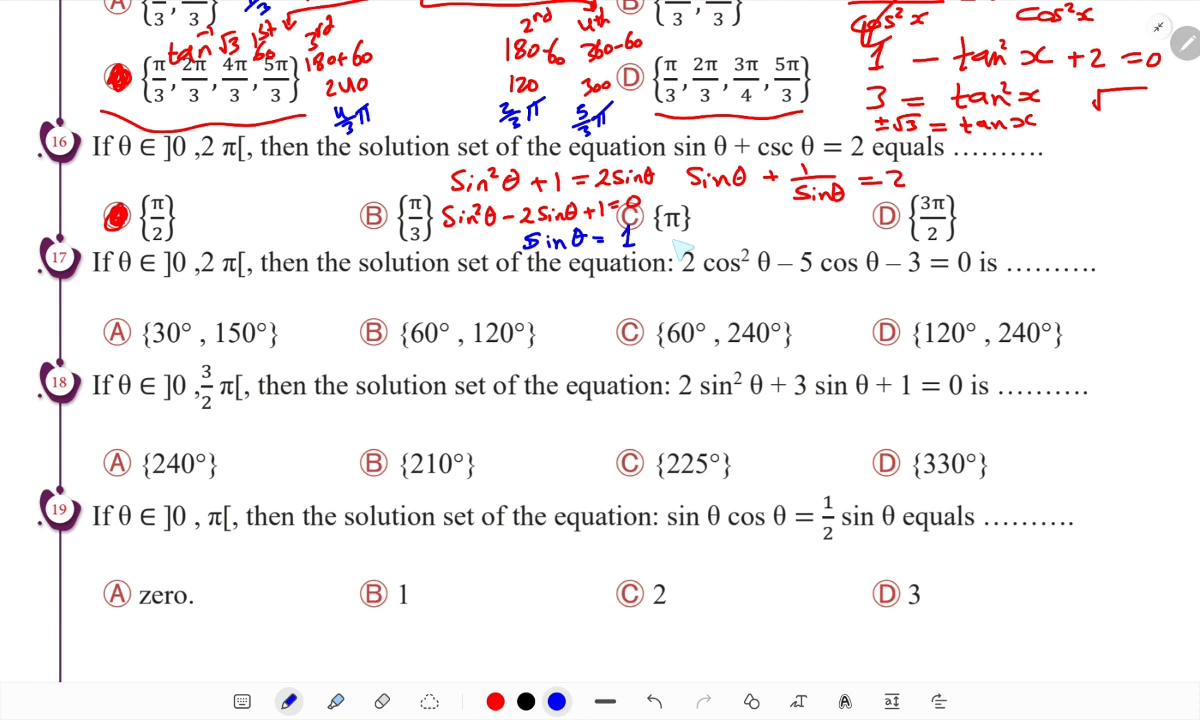 tan⁻¹ √3 1st 3rd 2nd 4th cos²x cos²x
60 180+60 180-60 360-60 1 − tan² x + 2 = 0
{π/3 , 2π/3 , 4π/3 , 5π/3} 240 120 300 Ⓓ {π/3 , 2π/3 , 3π/4 , 5π/3} 3 = tan²x √
4/3 π 2/3 π 5/3 π ±√3 = tan x
16 If θ ∈ ]0 ,2 π[, then the solution set of the equation sin θ + csc θ = 2 equals ..........
Sin²θ + 1 = 2Sinθ Sinθ + 1/Sinθ = 2
{π/2} Ⓑ {π/3} Sin²θ − 2Sinθ + 1 = 0 Ⓒ {π} Ⓓ {3π/2}
Sinθ = 1
17 If θ ∈ ]0 ,2 π[, then the solution set of the equation: 2 cos² θ – 5 cos θ – 3 = 0 is ..........
Ⓐ {30° , 150°} Ⓑ {60° , 120°} Ⓒ {60° , 240°} Ⓓ {120° , 240°}
18 If θ ∈ ]0 ,3/2 π[, then the solution set of the equation: 2 sin² θ + 3 sin θ + 1 = 0 is ..........
Ⓐ {240°} Ⓑ {210°} Ⓒ {225°} Ⓓ {330°}
19 If θ ∈ ]0 , π[, then the solution set of the equation: sin θ cos θ = 1/2 sin θ equals ..........
Ⓐ zero. Ⓑ 1 Ⓒ 2 Ⓓ 3